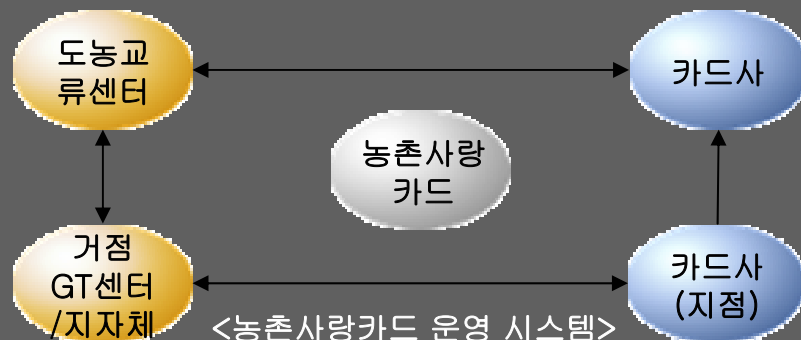 도농교
류센터
카드사
농촌사랑
카드
거점
GT센터
/지자체
카드사
(지점)
<농촌사랑카드 운영 시스템>